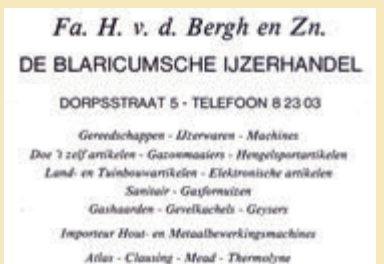 Fa. H. v. d. Bergh en Zn.
DE BLARICUMSCHE IJZERHANDEL
DORPSSTRAAT 5 - TELEFOON 8 23 03
Gereedschappen - IJzerwaren - Machines
Doe 't zelf artikelen - Gazonmaaiers - Hengelsportartikelen
Land- en Tuinbouwartikelen - Elektronische artikelen
Sanitair - Gasfornuizen
Gashaarden - Gevelkachels - Geysers
Importeur Hout- en Metaalbewerkingsmachines
Atlas - Clausing - Mead - Thermolyne